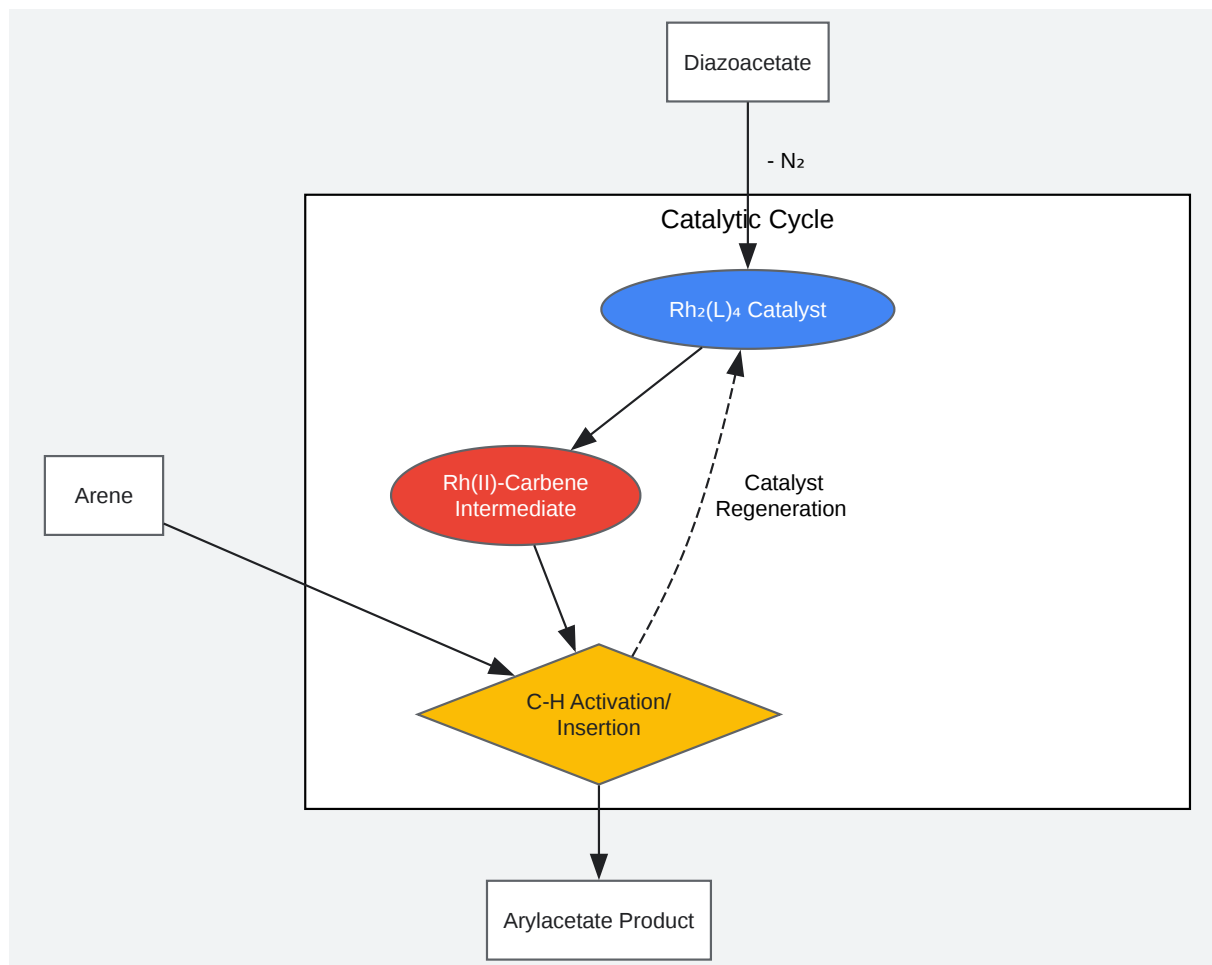 Diazoacetate
- N₂
Catalytic Cycle
Rh₂(L)₄ Catalyst
Rh(II)-Carbene
Intermediate
Catalyst
Regeneration
Arene
C-H Activation/
Insertion
Arylacetate Product